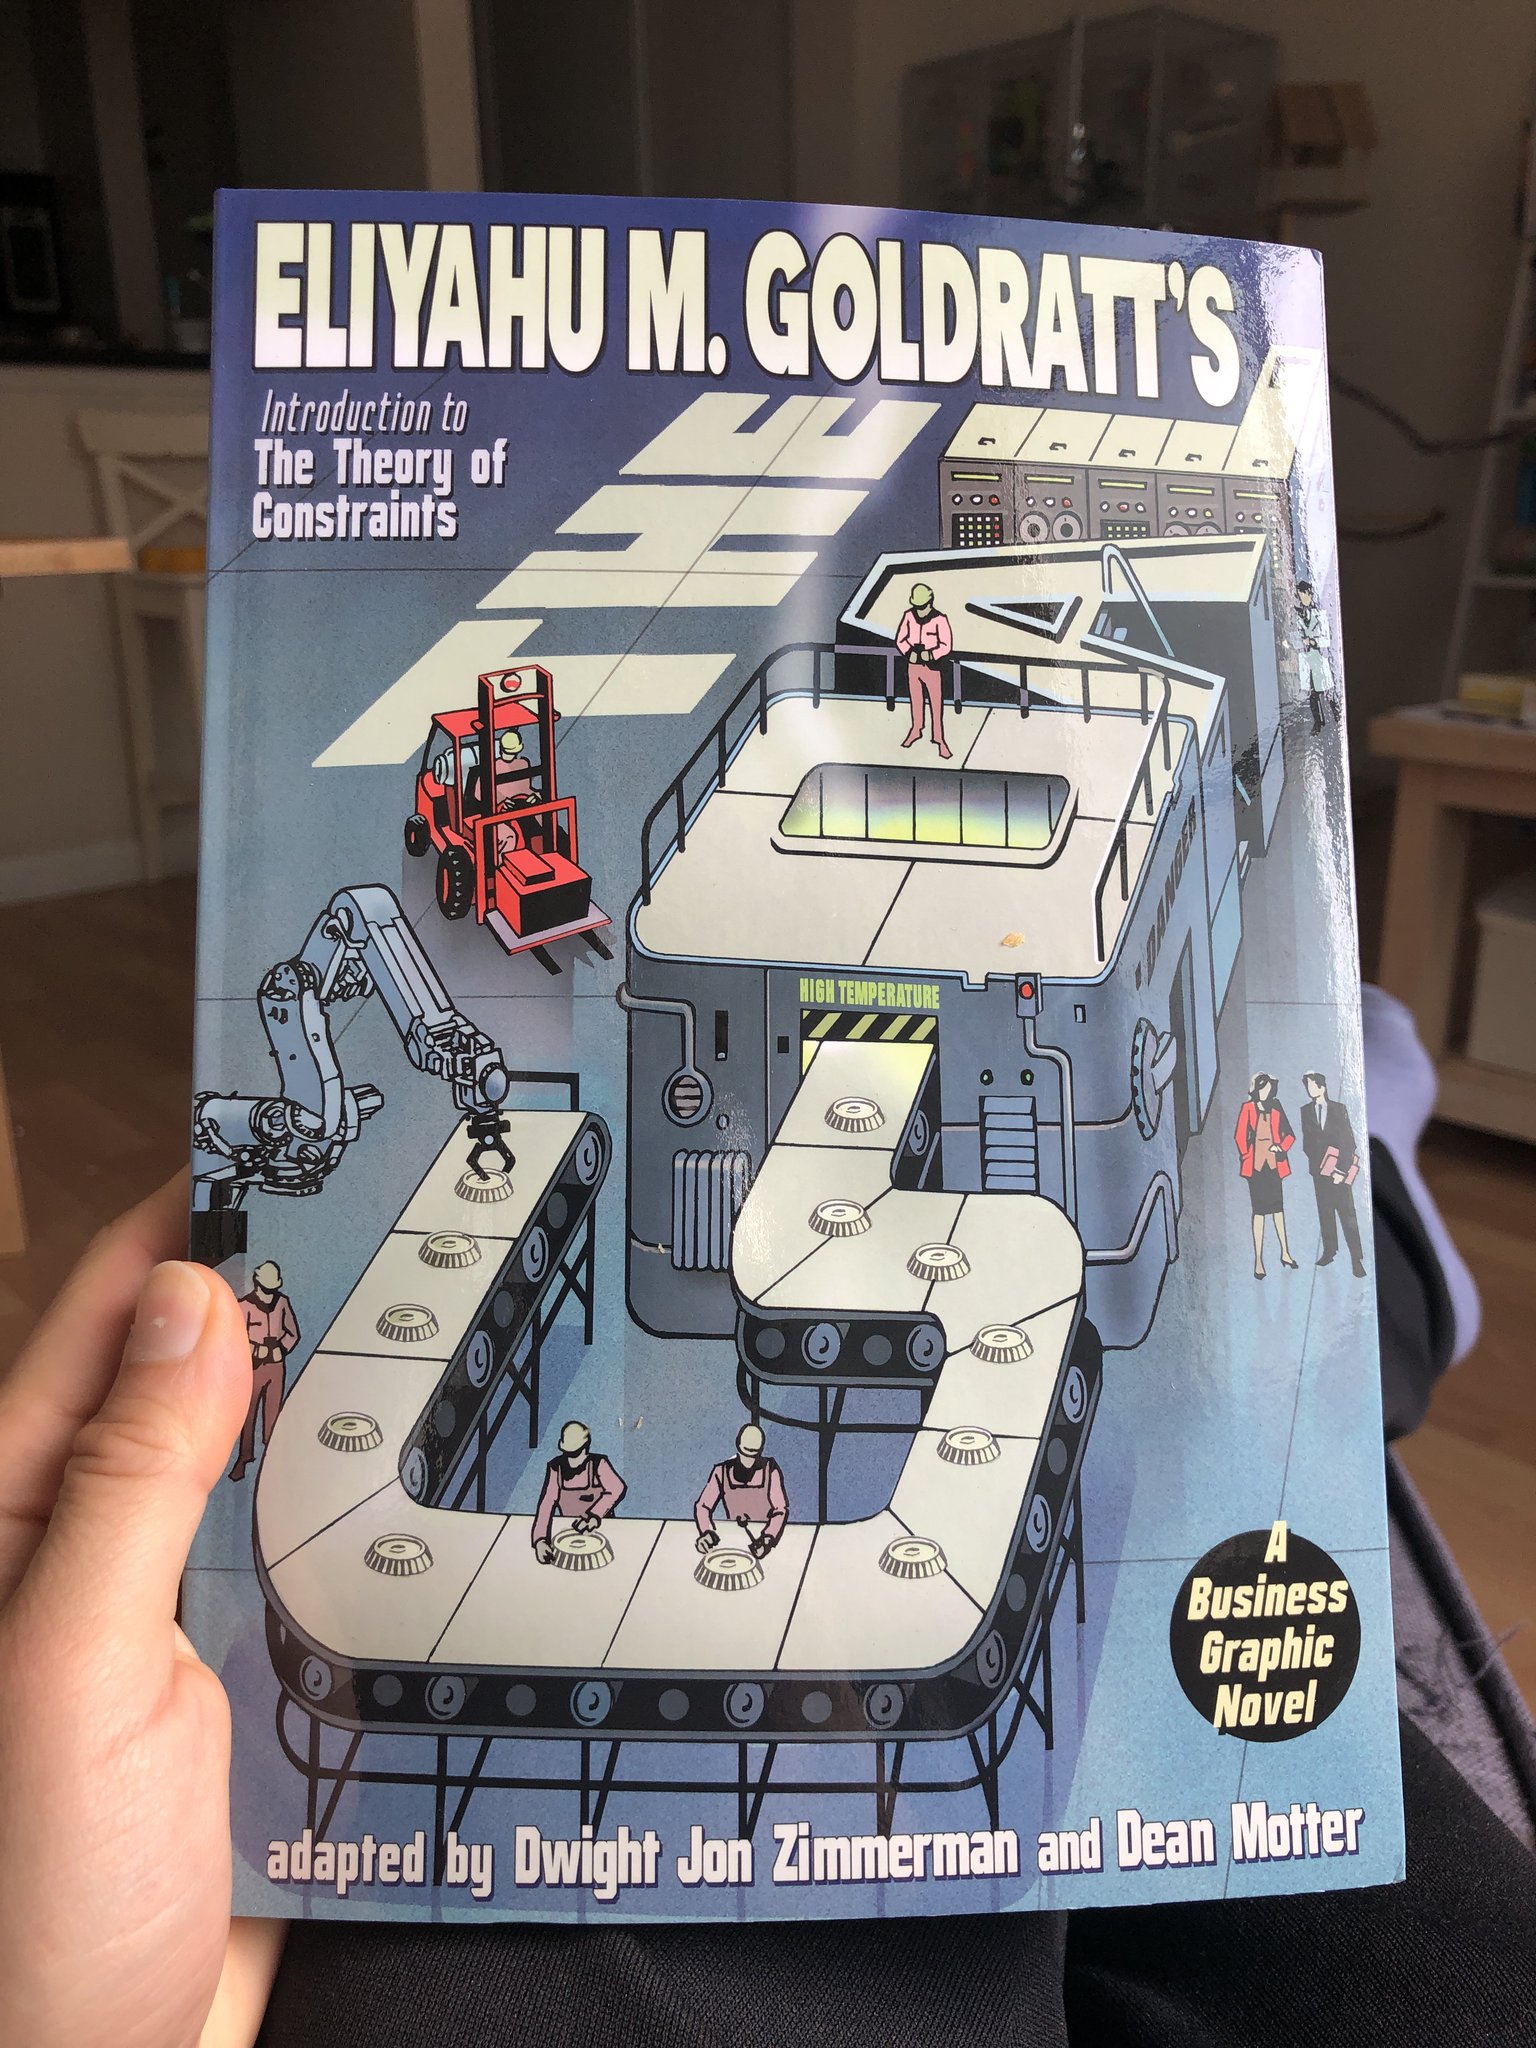 ELIYAHU M. GOLDRATT'S
Introduction to
The Theory of
Constraints
THE
GOAL
HIGH TEMPERATURE
DANGER
A
Business
Graphic
Novel
adapted by Dwight Jon Zimmerman and Dean Motter